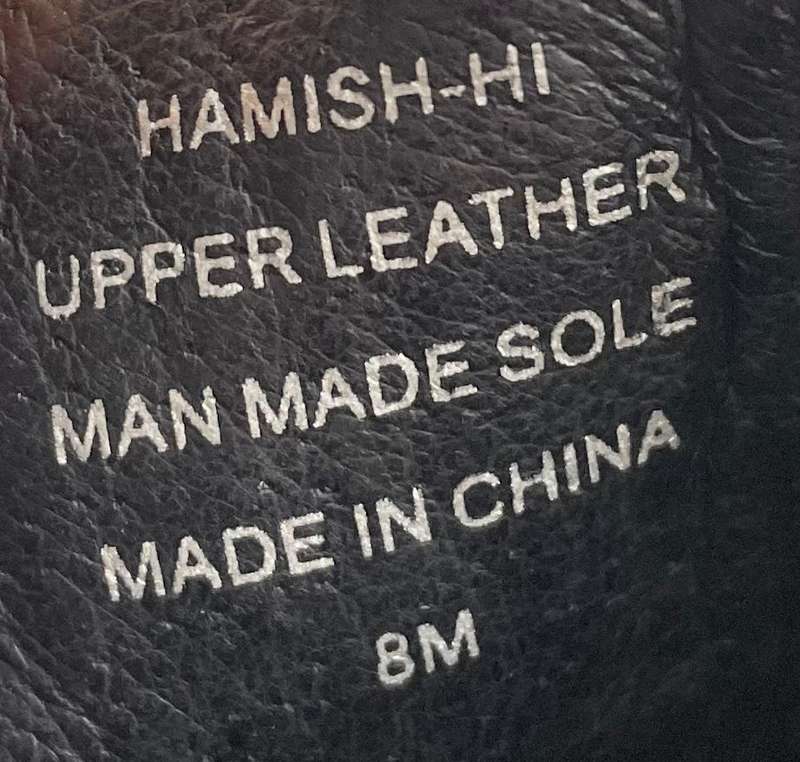 HAMISH-HI
UPPER LEATHER
MAN MADE SOLE
MADE IN CHINA
8M